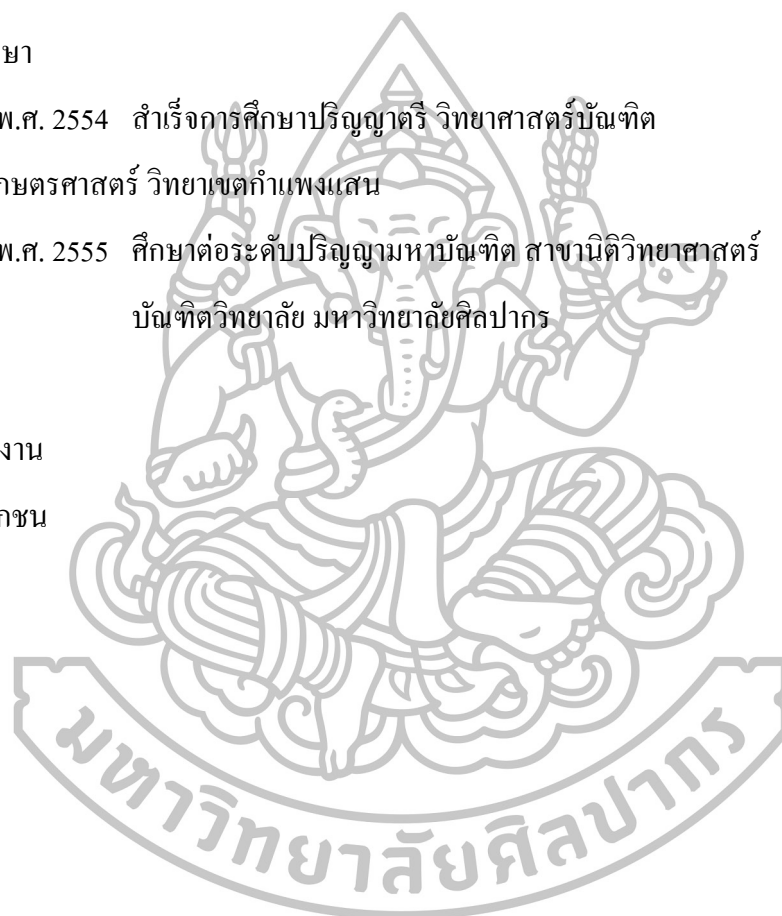 ษา
พ.ศ. 2554 สำเร็จการศึกษาปริญญาตรี วิทยาศาสตร์บัณฑิต
กษตรศาสตร์ วิทยาเขตกำแพงแสน
พ.ศ. 2555 ศึกษาต่อระดับปริญญามหาบัณฑิต สาขานิติวิทยาศาสตร์
บัณฑิตวิทยาลัย มหาวิทยาลัยศิลปากร
งาน
กชน
มหาวิทยาลัยศิลปากร